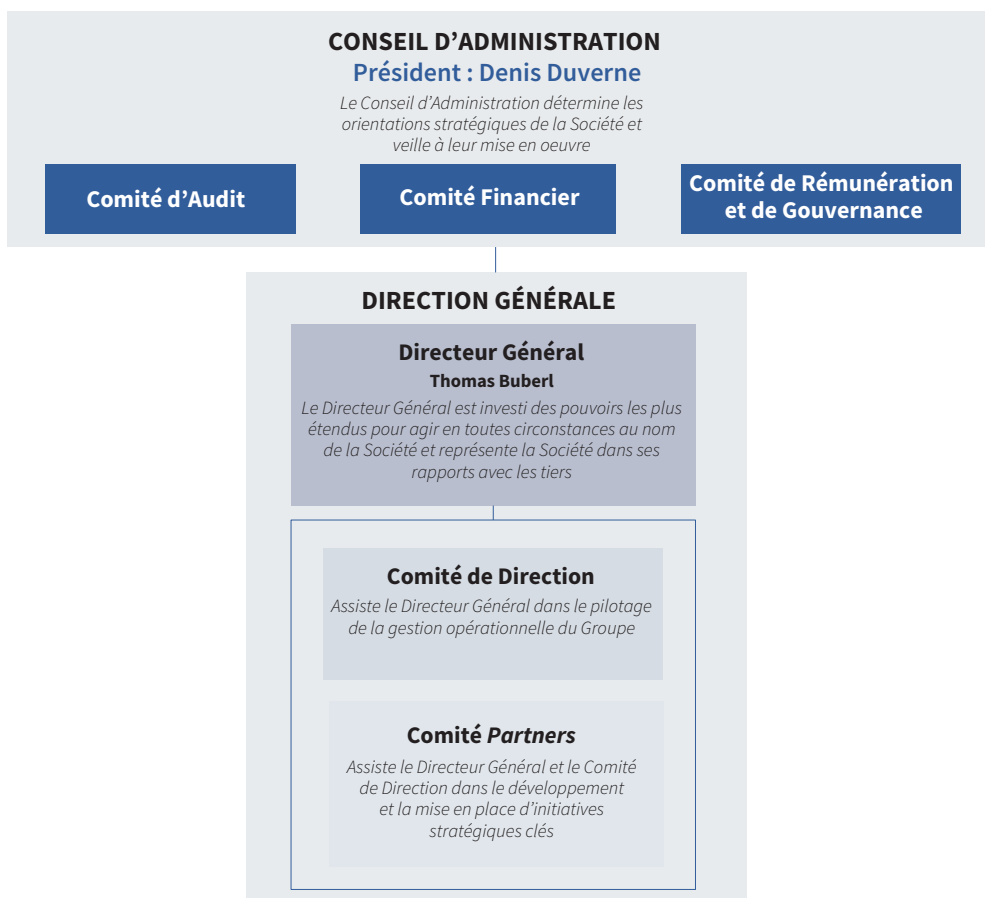 CONSEIL D’ADMINISTRATION
Président : Denis Duverne
Le Conseil d’Administration détermine les
orientations stratégiques de la Société et
veille à leur mise en oeuvre
Comité d’Audit
Comité Financier
Comité de Rémunération
et de Gouvernance
DIRECTION GÉNÉRALE
Directeur Général
Thomas Buberl
Le Directeur Général est investi des pouvoirs les plus
étendus pour agir en toutes circonstances au nom
de la Société et représente la Société dans ses
rapports avec les tiers
Comité de Direction
Assiste le Directeur Général dans le pilotage
de la gestion opérationnelle du Groupe
Comité Partners
Assiste le Directeur Général et le Comité
de Direction dans le développement
et la mise en place d’initiatives
stratégiques clés